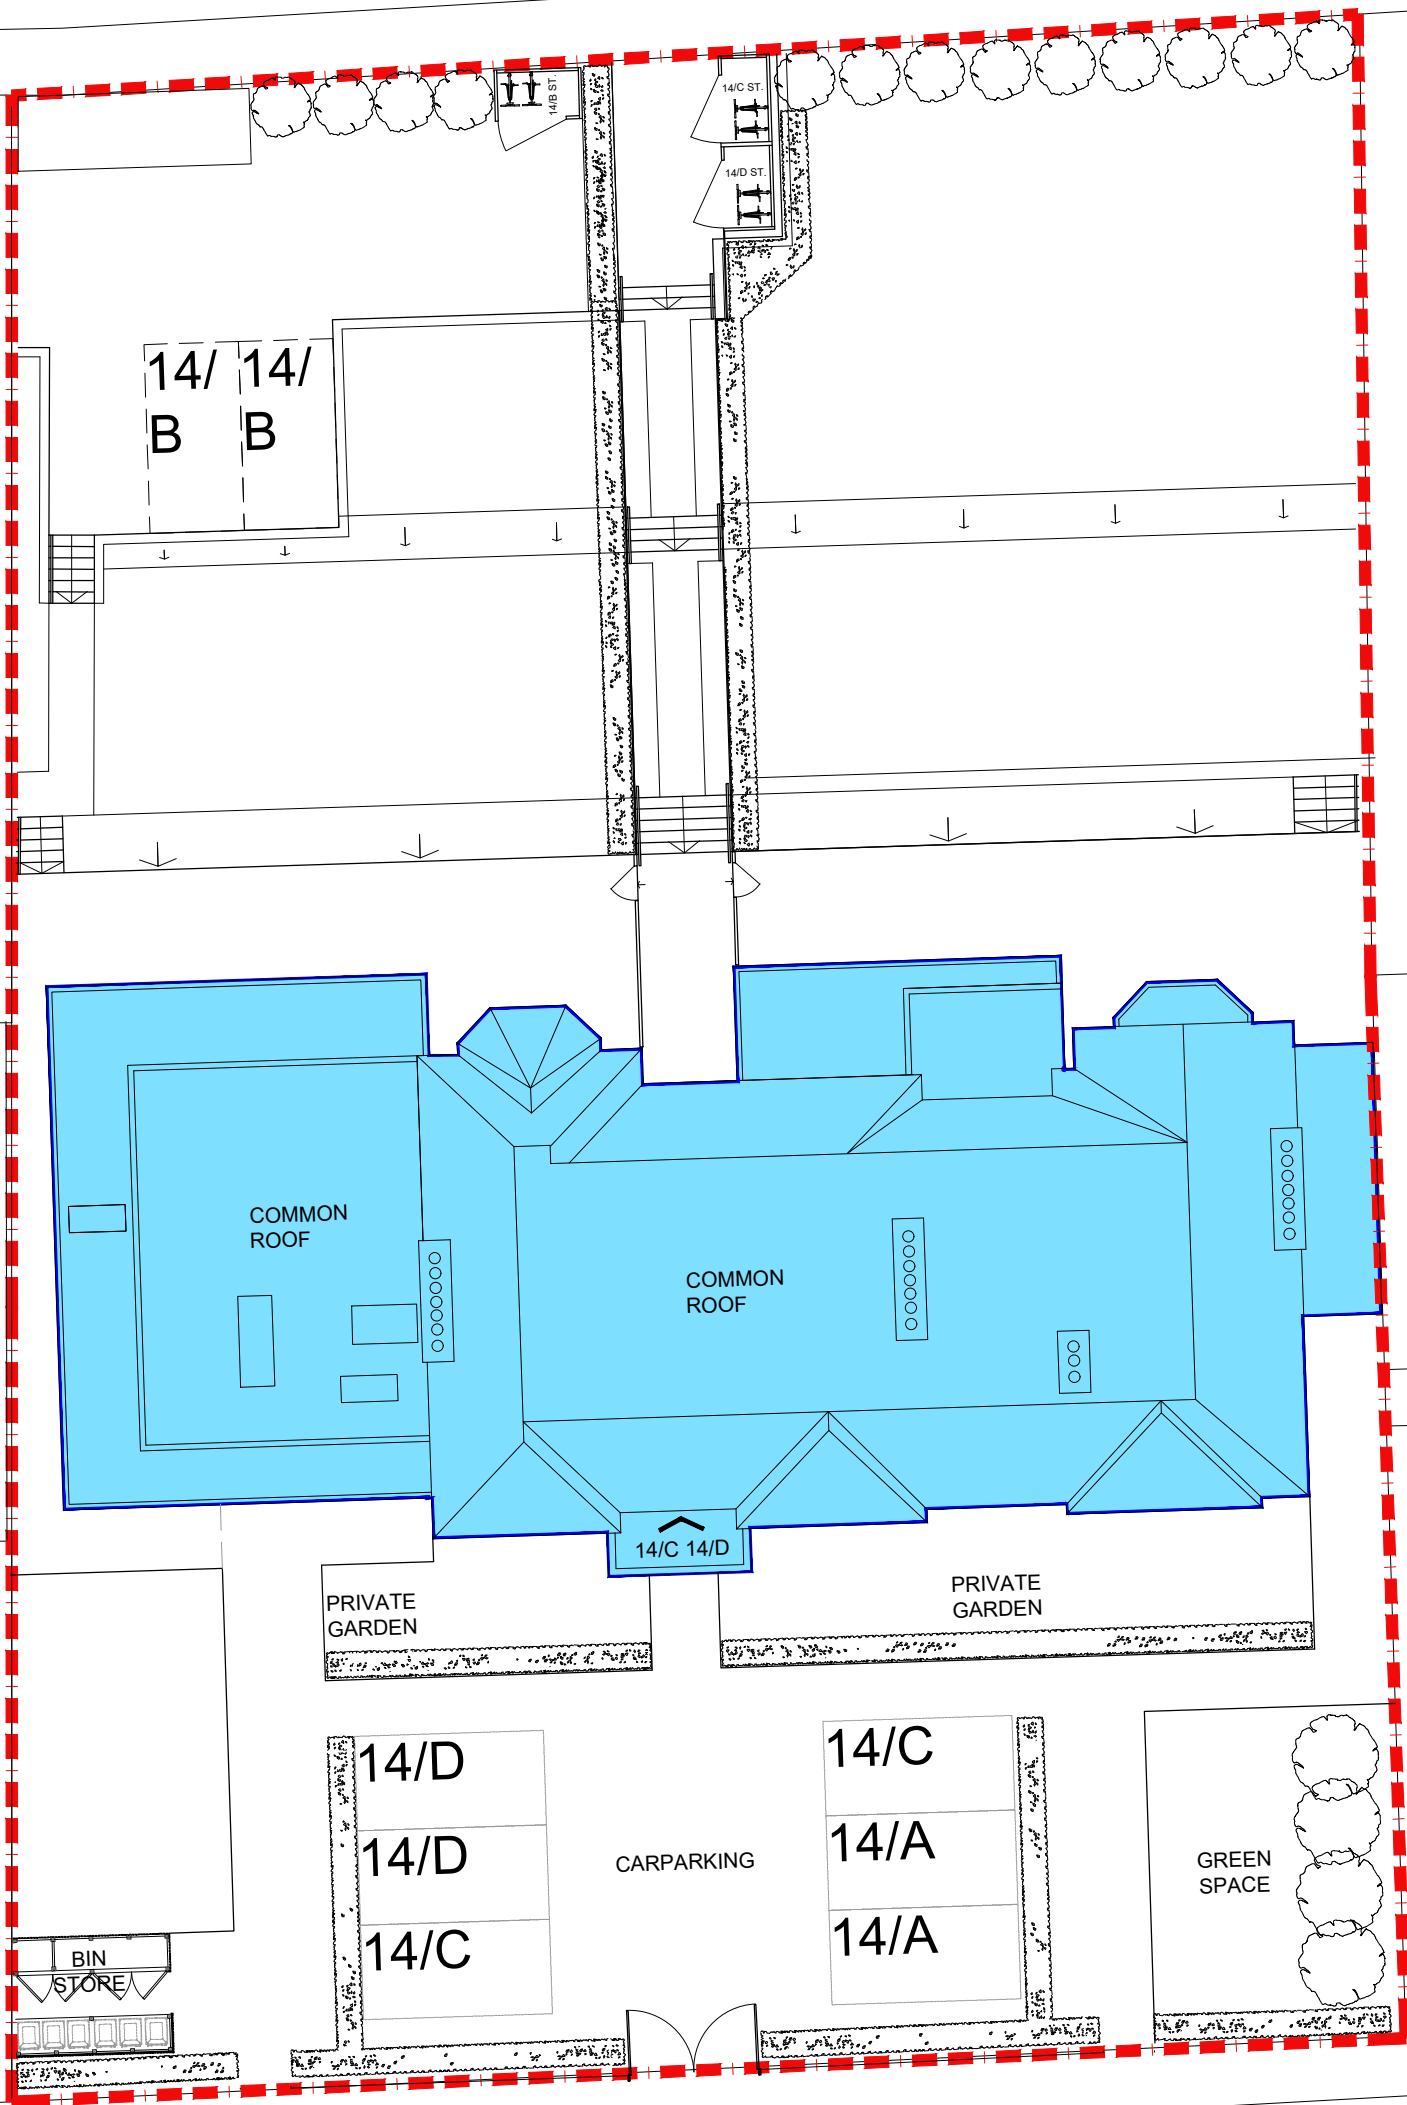 14/B ST.
14/C ST.
14/D ST.
14/
B
14/
B
COMMON
ROOF
COMMON
ROOF
14/C 14/D
PRIVATE
GARDEN
PRIVATE
GARDEN
14/D
14/D
14/C
CARPARKING
14/C
14/A
14/A
GREEN
SPACE
BIN
STORE